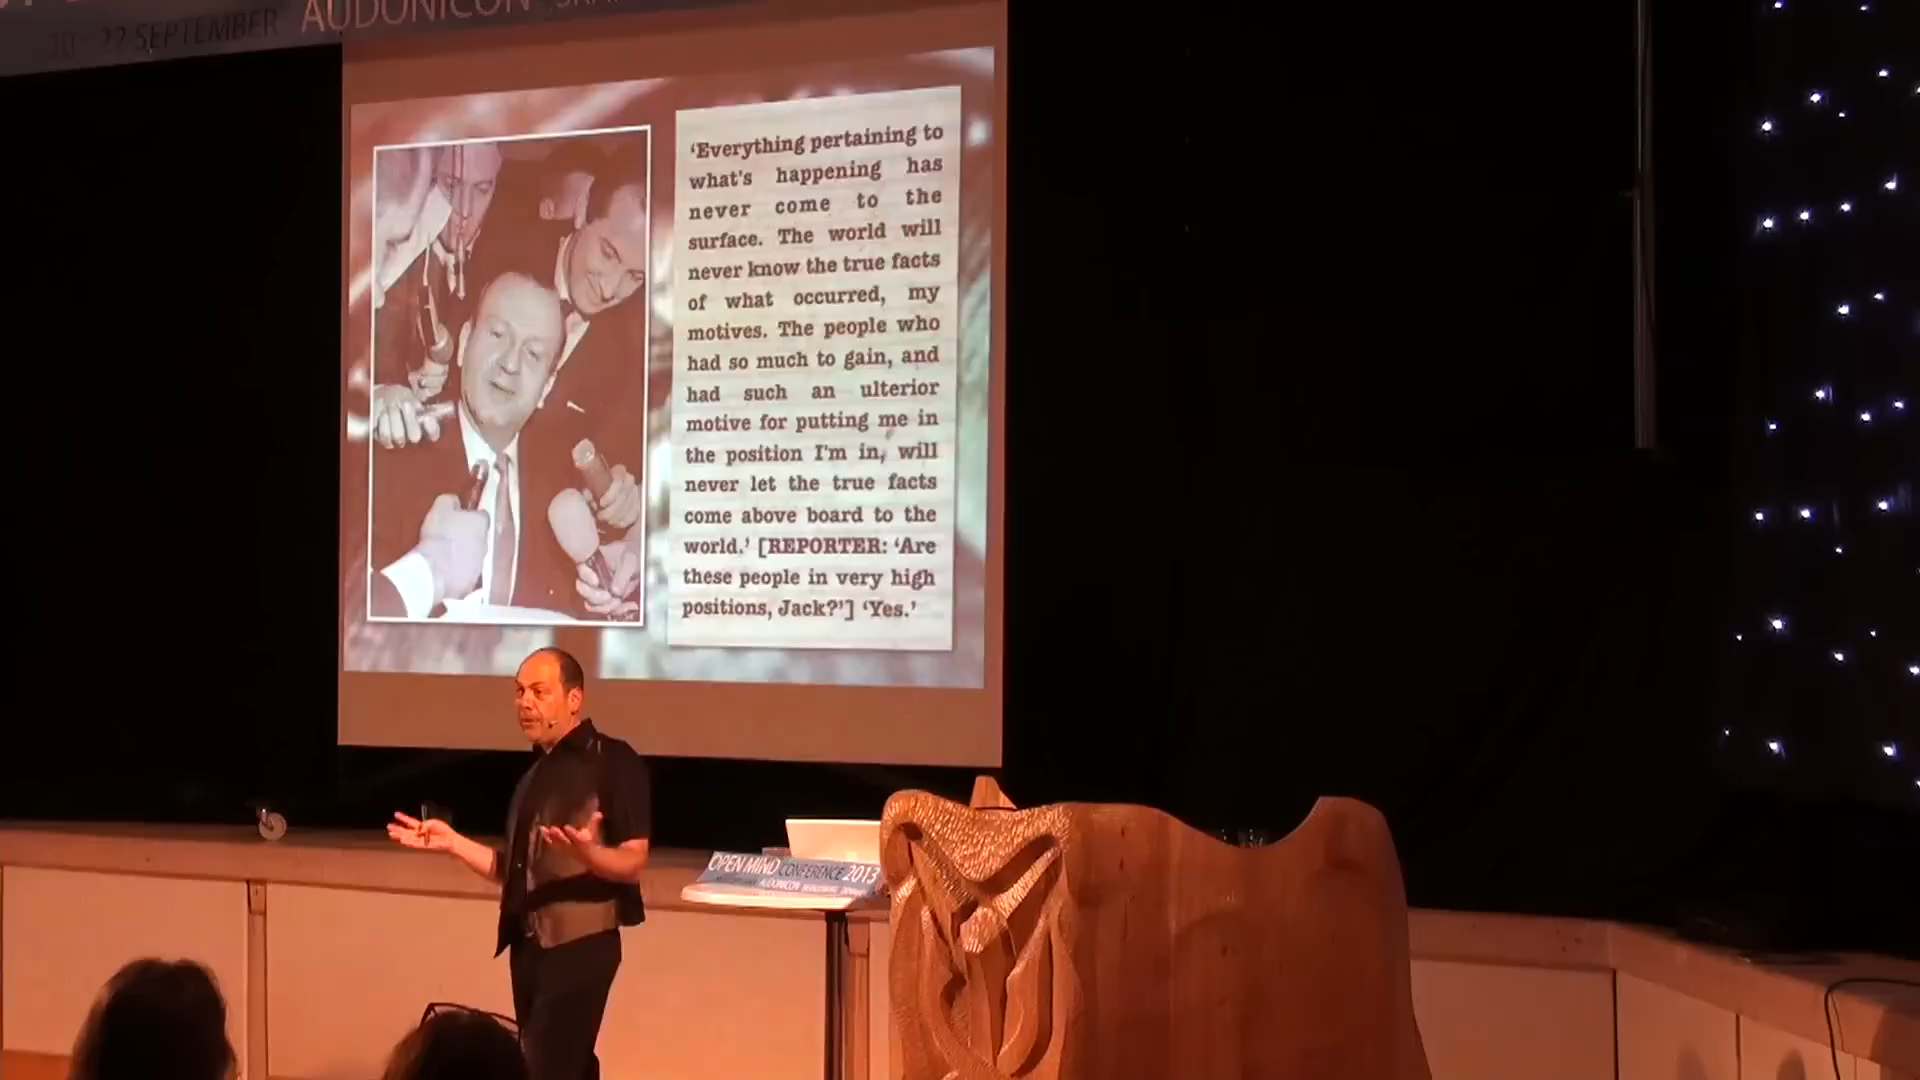 AUDONICON
22 SEPTEMBER
‘Everything pertaining to
what's happening has
never come to the
surface. The world will
never know the true facts
of what occurred, my
motives. The people who
had so much to gain, and
had such an ulterior
motive for putting me in
the position I'm in, will
never let the true facts
come above board to the
world.’ [REPORTER: ‘Are
these people in very high
positions, Jack?’] ‘Yes.’
OPEN MIND CONFERENCE 2013
AUDONICON